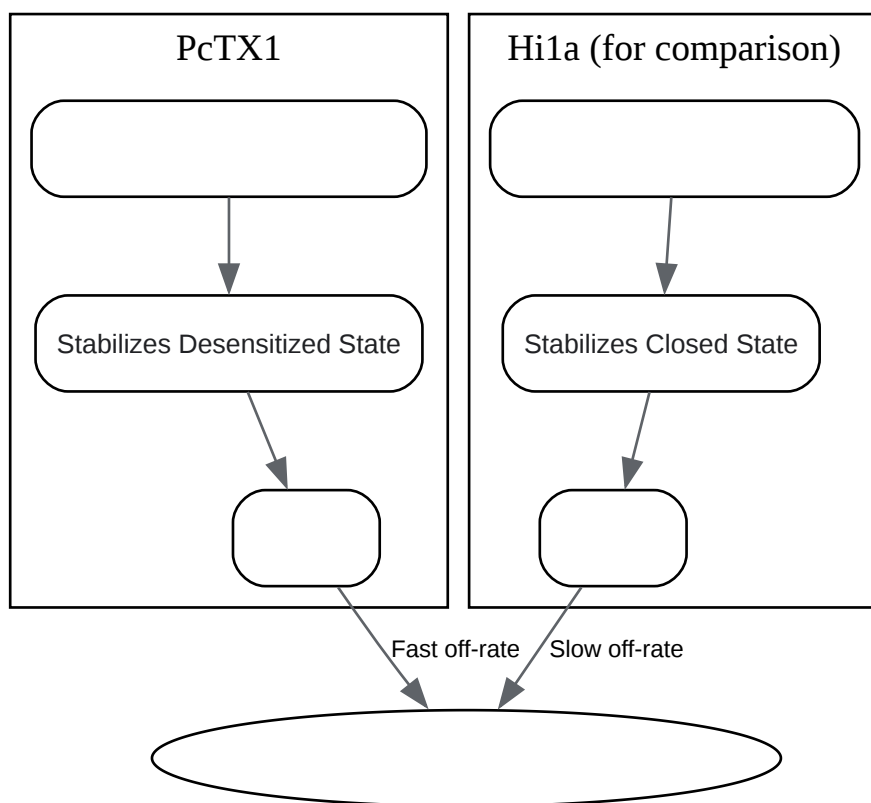 PcTX1
Hi1a (for comparison)
Stabilizes Desensitized State
Stabilizes Closed State
Fast off-rate
Slow off-rate